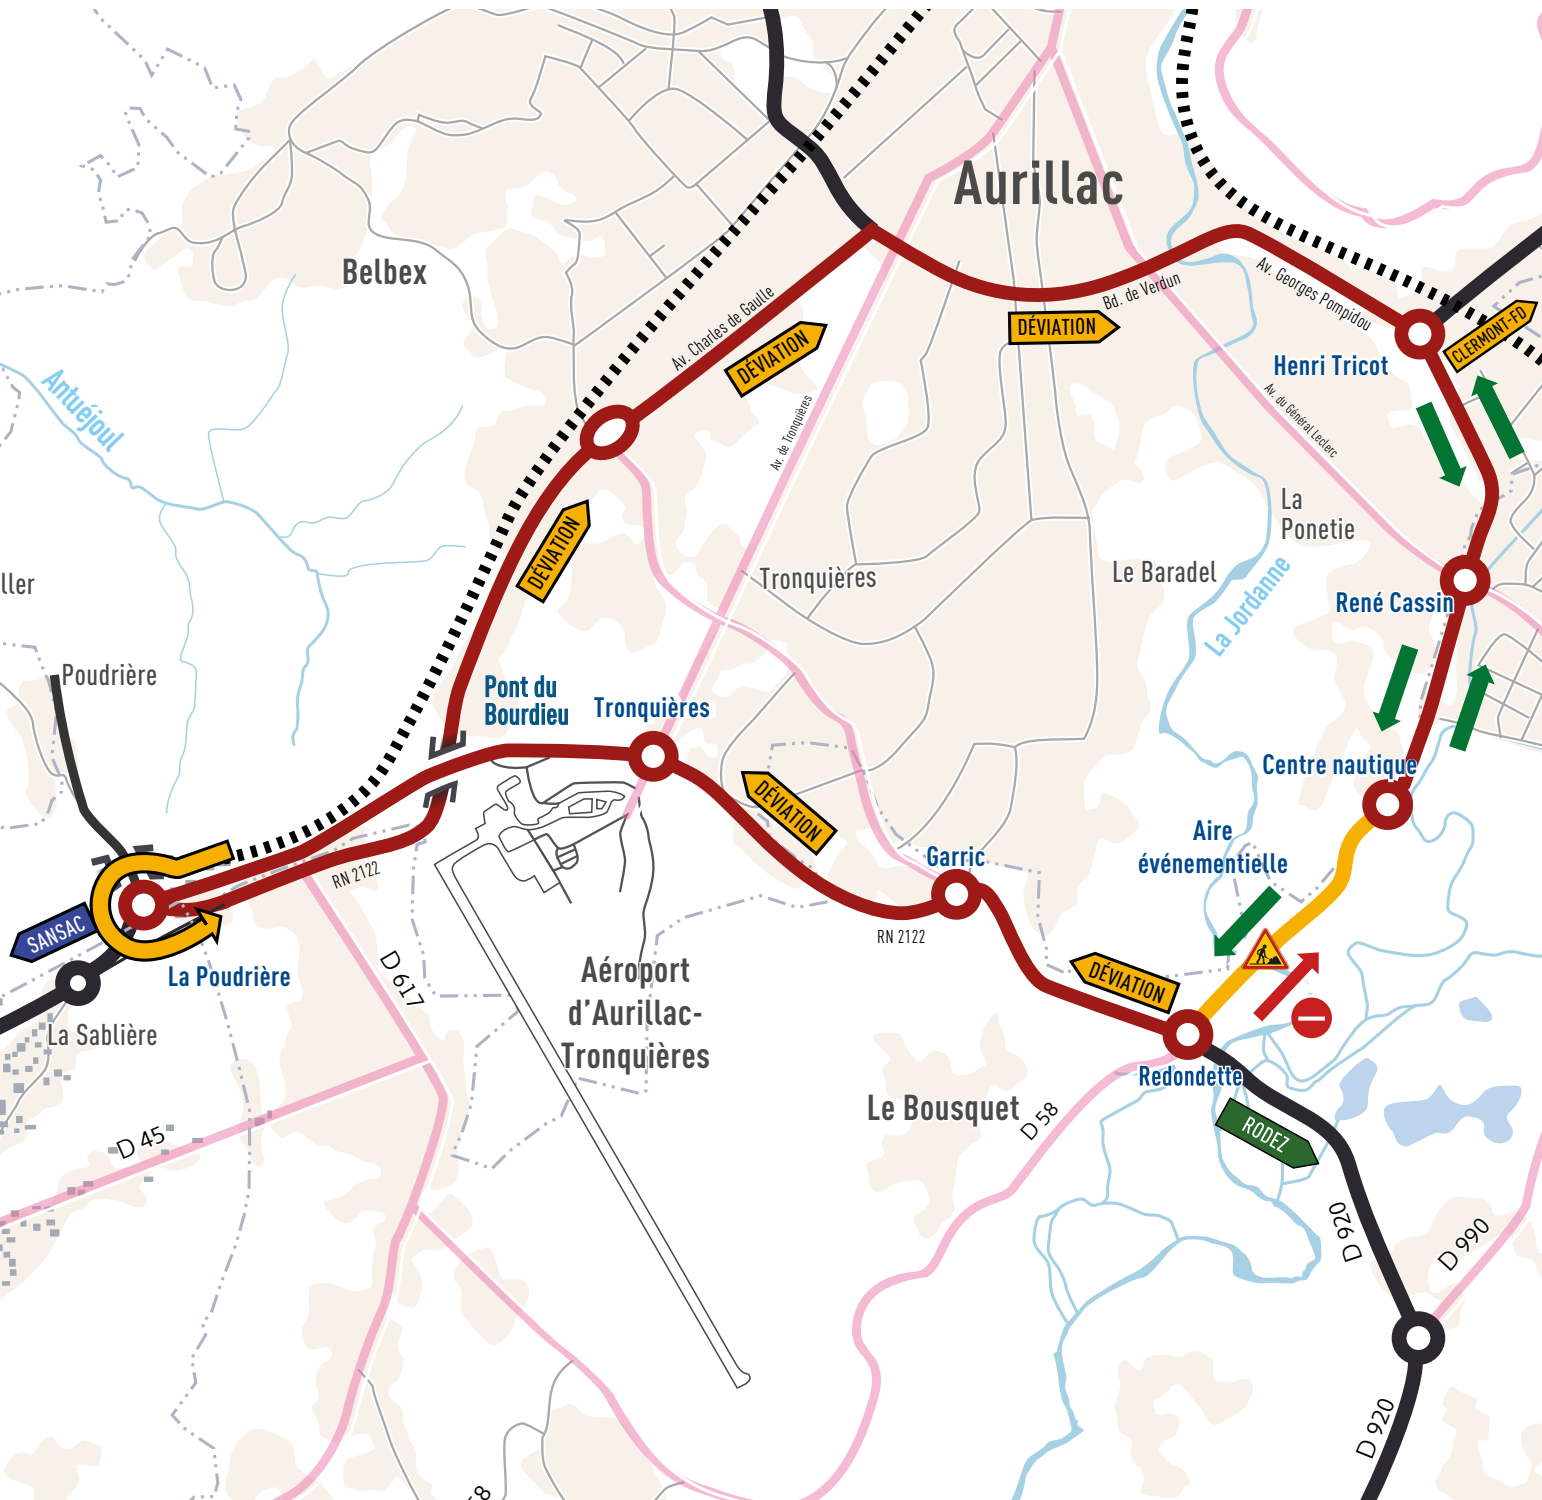 Aurillac
Belbex
Av. Charles de Gaulle
DÉVIATION
DÉVIATION
Bd. de Verdun
Av. Georges Pompidou
CLERMONT-FD
Henri Tricot
Antuéjoul
Av. de Tronquières
Av. du Général Leclerc
La
Ponetie
DÉVIATION
ller
Tronquières
Le Baradel
La Jordanne
René Cassin
Poudrière
Pont du
Bourdieu
Tronquières
Centre nautique
DÉVIATION
Aire
événementielle
Garric
RN 2122
SANSAC
RN 2122
La Poudrière
D 617
Aéroport
d'Aurillac-
Tronquières
DÉVIATION
La Sablière
Redondette
Le Bousquet
D 58
RODEZ
D 45
D 920
D 990
D 920